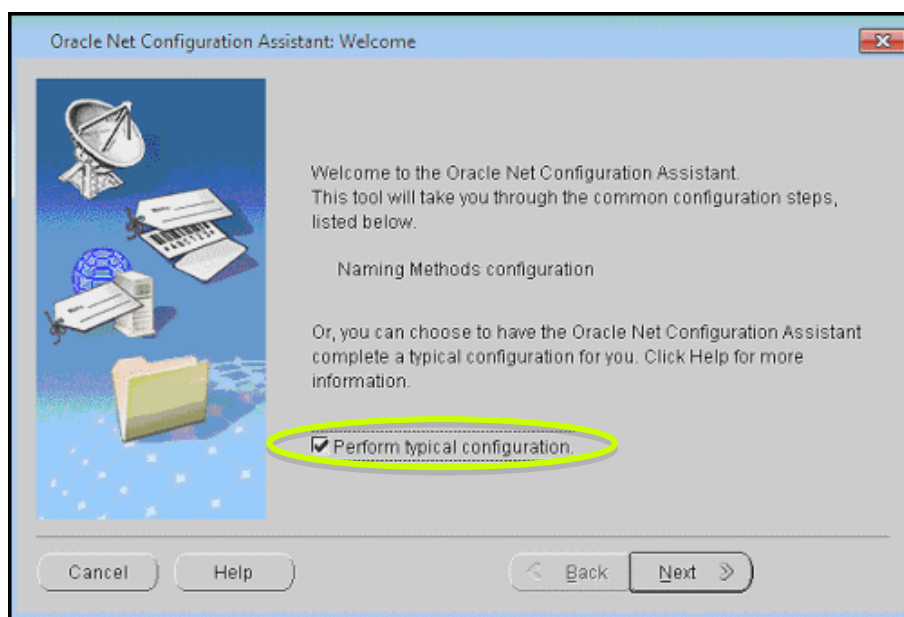 Oracle Net Configuration Assistant: Welcome
Welcome to the Oracle Net Configuration Assistant.
This tool will take you through the common configuration steps,
listed below.
Naming Methods configuration
Or, you can choose to have the Oracle Net Configuration Assistant
complete a typical configuration for you. Click Help for more
information.
Perform typical configuration.
Cancel
Help
Back
Next